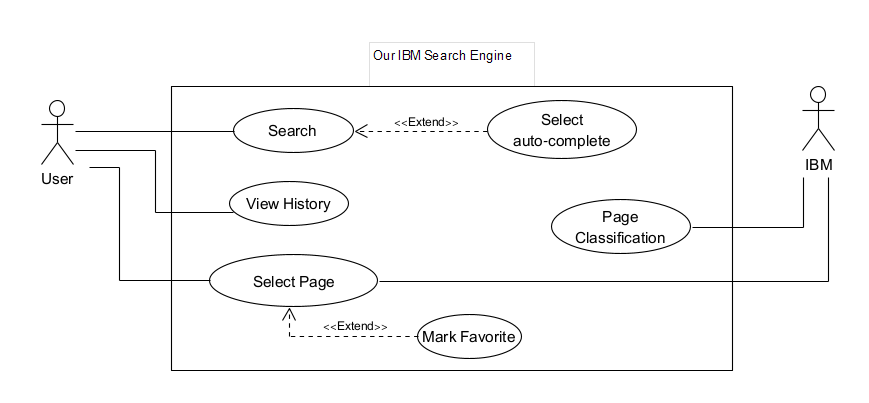 Our IBM Search Engine
Search
<<Extend>>
Select
auto-complete
User
IBM
View History
Page
Classification
Select Page
<<Extend>>
Mark Favorite